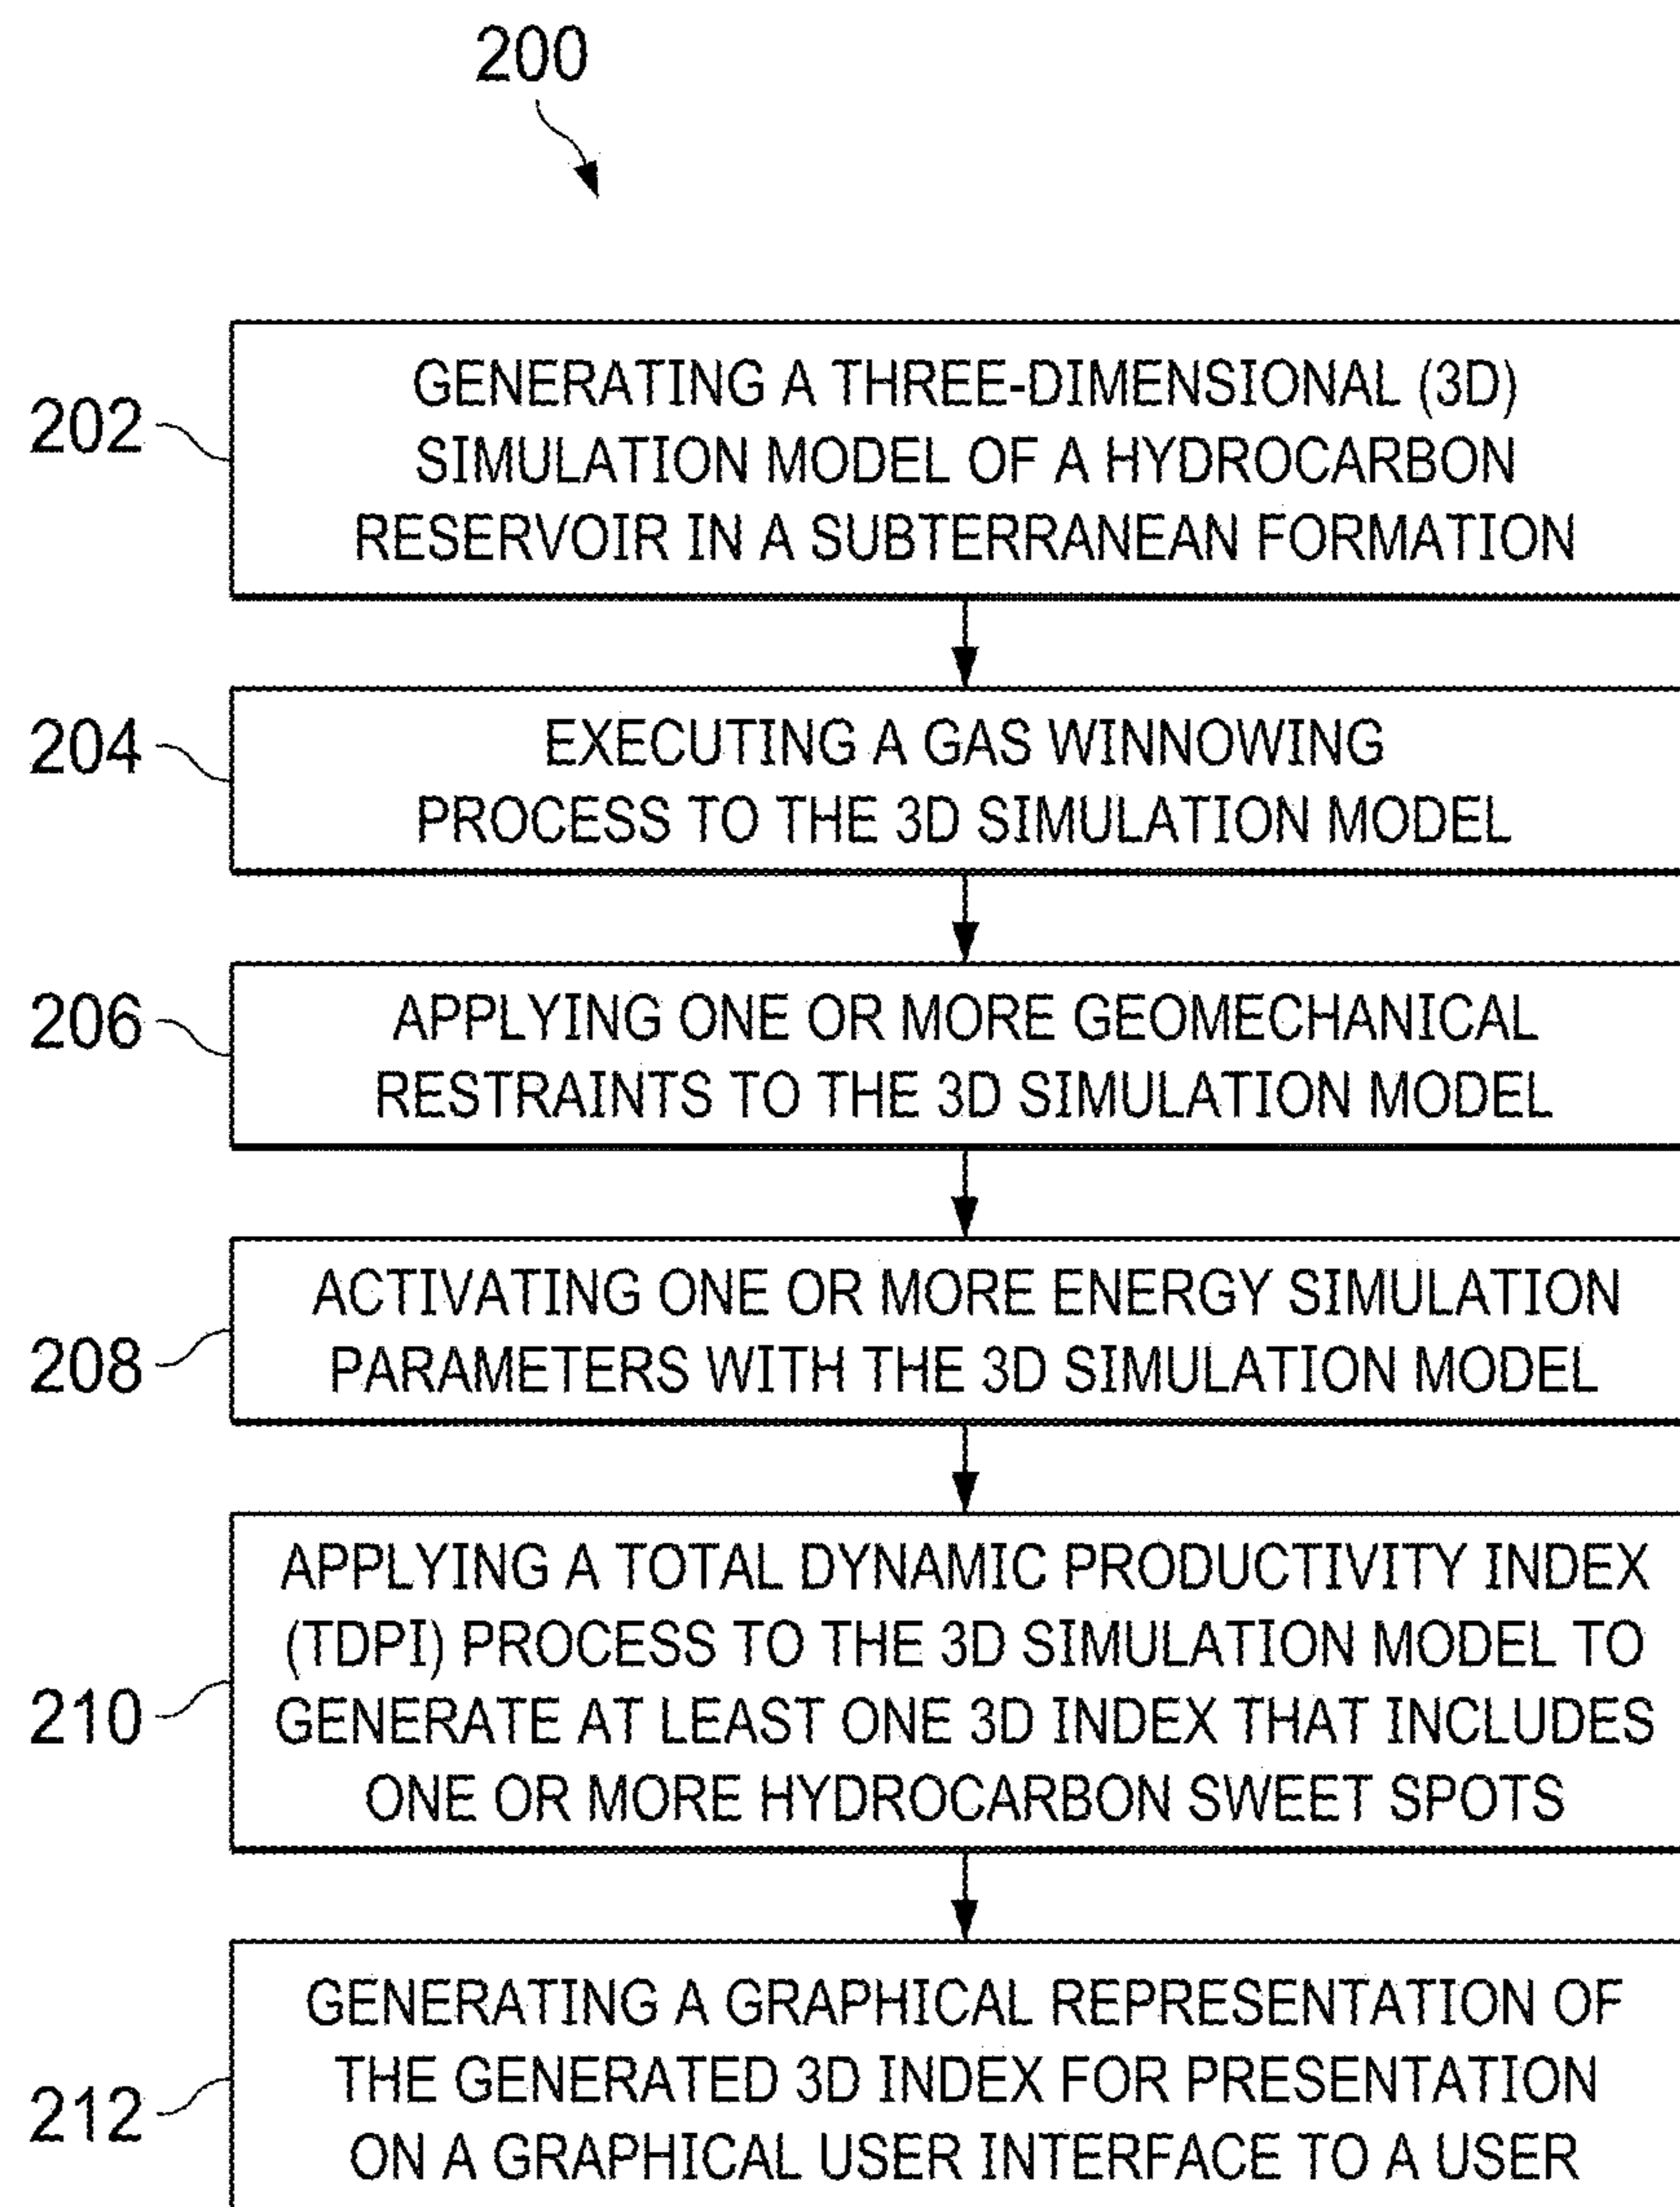 200
202
GENERATING A THREE-DIMENSIONAL (3D)
SIMULATION MODEL OF A HYDROCARBON
RESERVOIR IN A SUBTERRANEAN FORMATION
204
EXECUTING A GAS WINNOWING
PROCESS TO THE 3D SIMULATION MODEL
206
APPLYING ONE OR MORE GEOMECHANICAL
RESTRAINTS TO THE 3D SIMULATION MODEL
208
ACTIVATING ONE OR MORE ENERGY SIMULATION
PARAMETERS WITH THE 3D SIMULATION MODEL
210
APPLYING A TOTAL DYNAMIC PRODUCTIVITY INDEX
(TDPI) PROCESS TO THE 3D SIMULATION MODEL TO
GENERATE AT LEAST ONE 3D INDEX THAT INCLUDES
ONE OR MORE HYDROCARBON SWEET SPOTS
212
GENERATING A GRAPHICAL REPRESENTATION OF
THE GENERATED 3D INDEX FOR PRESENTATION
ON A GRAPHICAL USER INTERFACE TO A USER